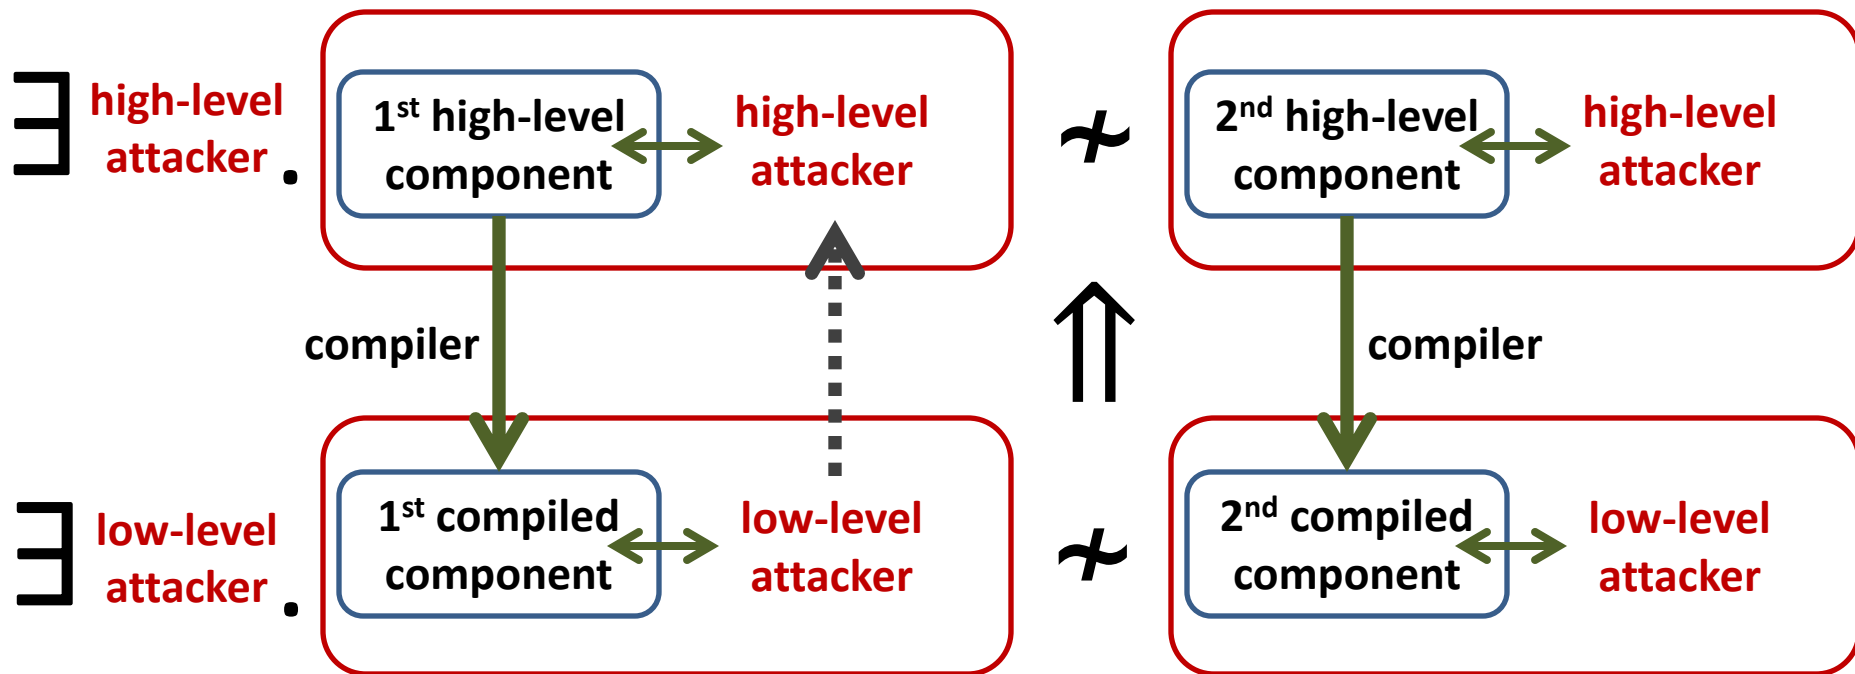 ∃ high-level attacker .
1st high-level component
high-level attacker
≁
2nd high-level component
high-level attacker
compiler
⇑
compiler
∃ low-level attacker .
1st compiled component
low-level attacker
≁
2nd compiled component
low-level attacker